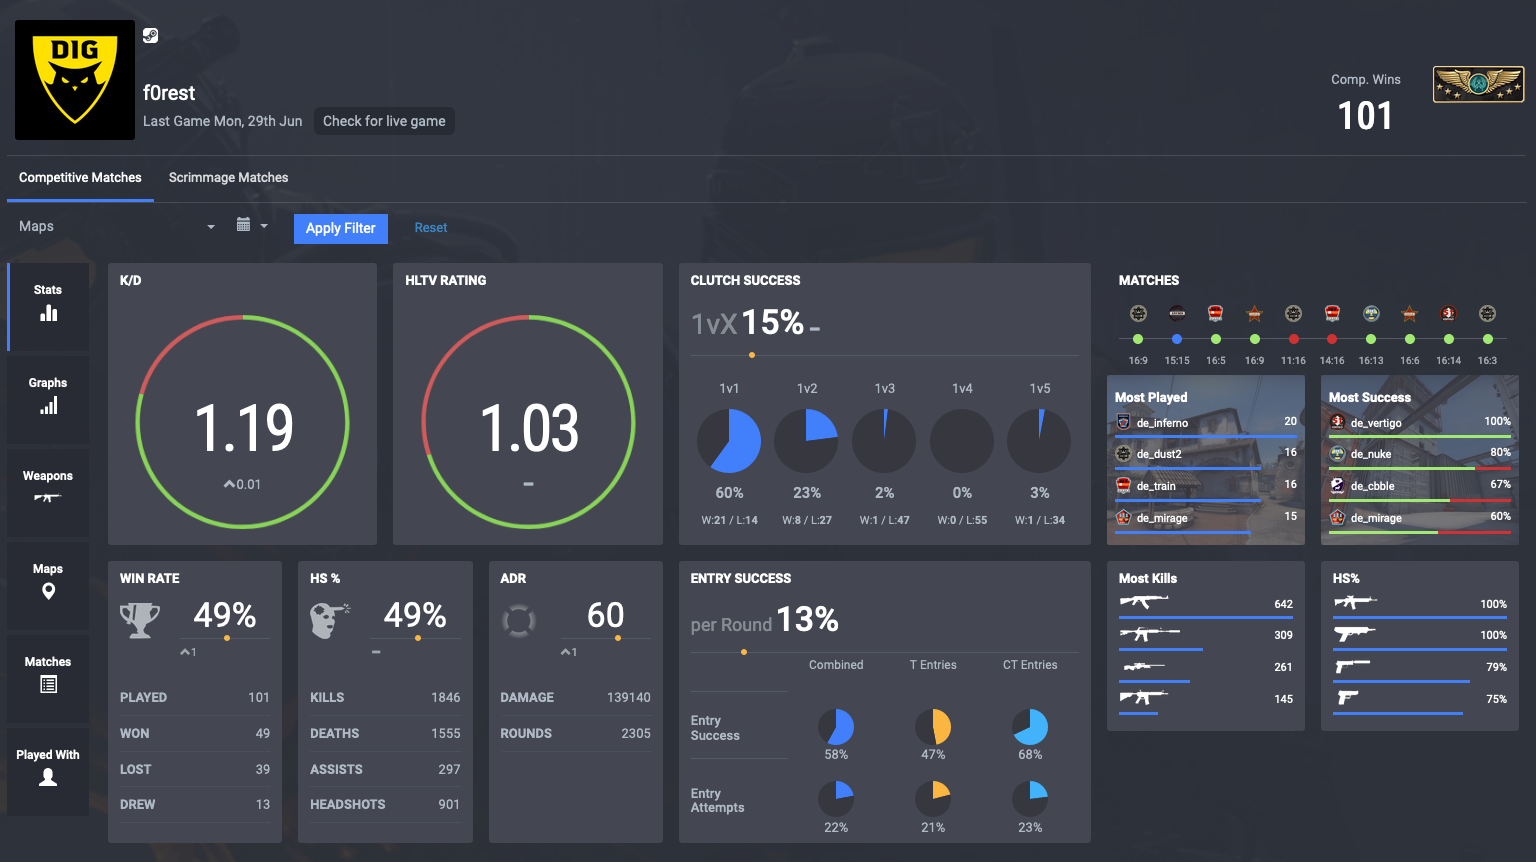 DIG
f0rest
Last Game Mon, 29th Jun
Check for live game
Comp. Wins
101
Competitive Matches
Scrimmage Matches
Maps
Apply Filter
Reset
Stats
Graphs
Weapons
Maps
Matches
Played With
K/D
1.19
0.01
HLTV RATING
1.03
CLUTCH SUCCESS
1vX 15%
1v1 1v2 1v3 1v4 1v5
60% 23% 2% 0% 3%
W:21 / L:14 W:8 / L:27 W:1 / L:47 W:0 / L:55 W:1 / L:34
MATCHES
16:9 15:15 16:5 16:9 11:16 14:16 16:13 16:6 16:14 16:3
Most Played
de_inferno 20
de_dust2 16
de_train 16
de_mirage 15
Most Success
de_vertigo 100%
de_nuke 80%
de_cbble 67%
de_mirage 60%
WIN RATE
49%
1
PLAYED 101
WON 49
LOST 39
DREW 13
HS %
49%
KILLS 1846
DEATHS 1555
ASSISTS 297
HEADSHOTS 901
ADR
60
1
DAMAGE 139140
ROUNDS 2305
ENTRY SUCCESS
per Round 13%
Combined T Entries CT Entries
Entry
Success
58% 47% 68%
Entry
Attempts
22% 21% 23%
Most Kills
642
309
261
145
HS%
100%
100%
79%
75%